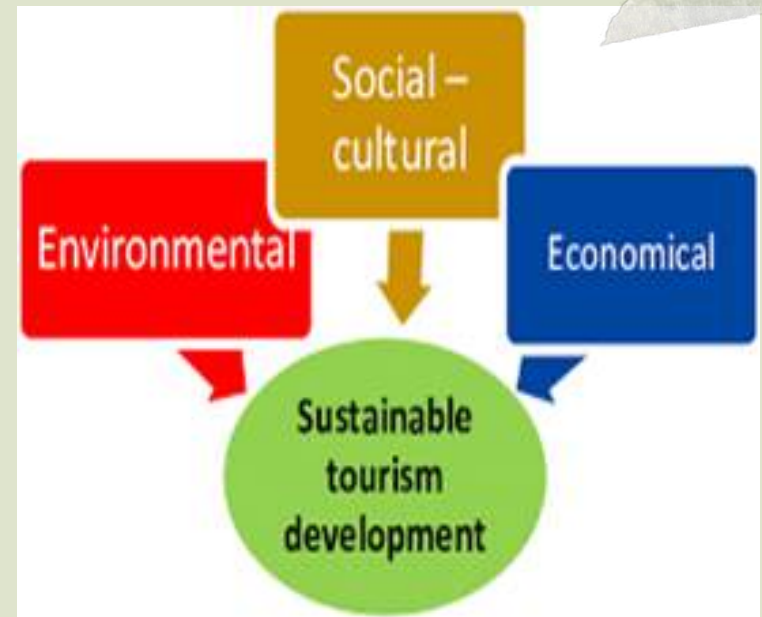 Social –
cultural
Environmental
Economical
Sustainable
tourism
development